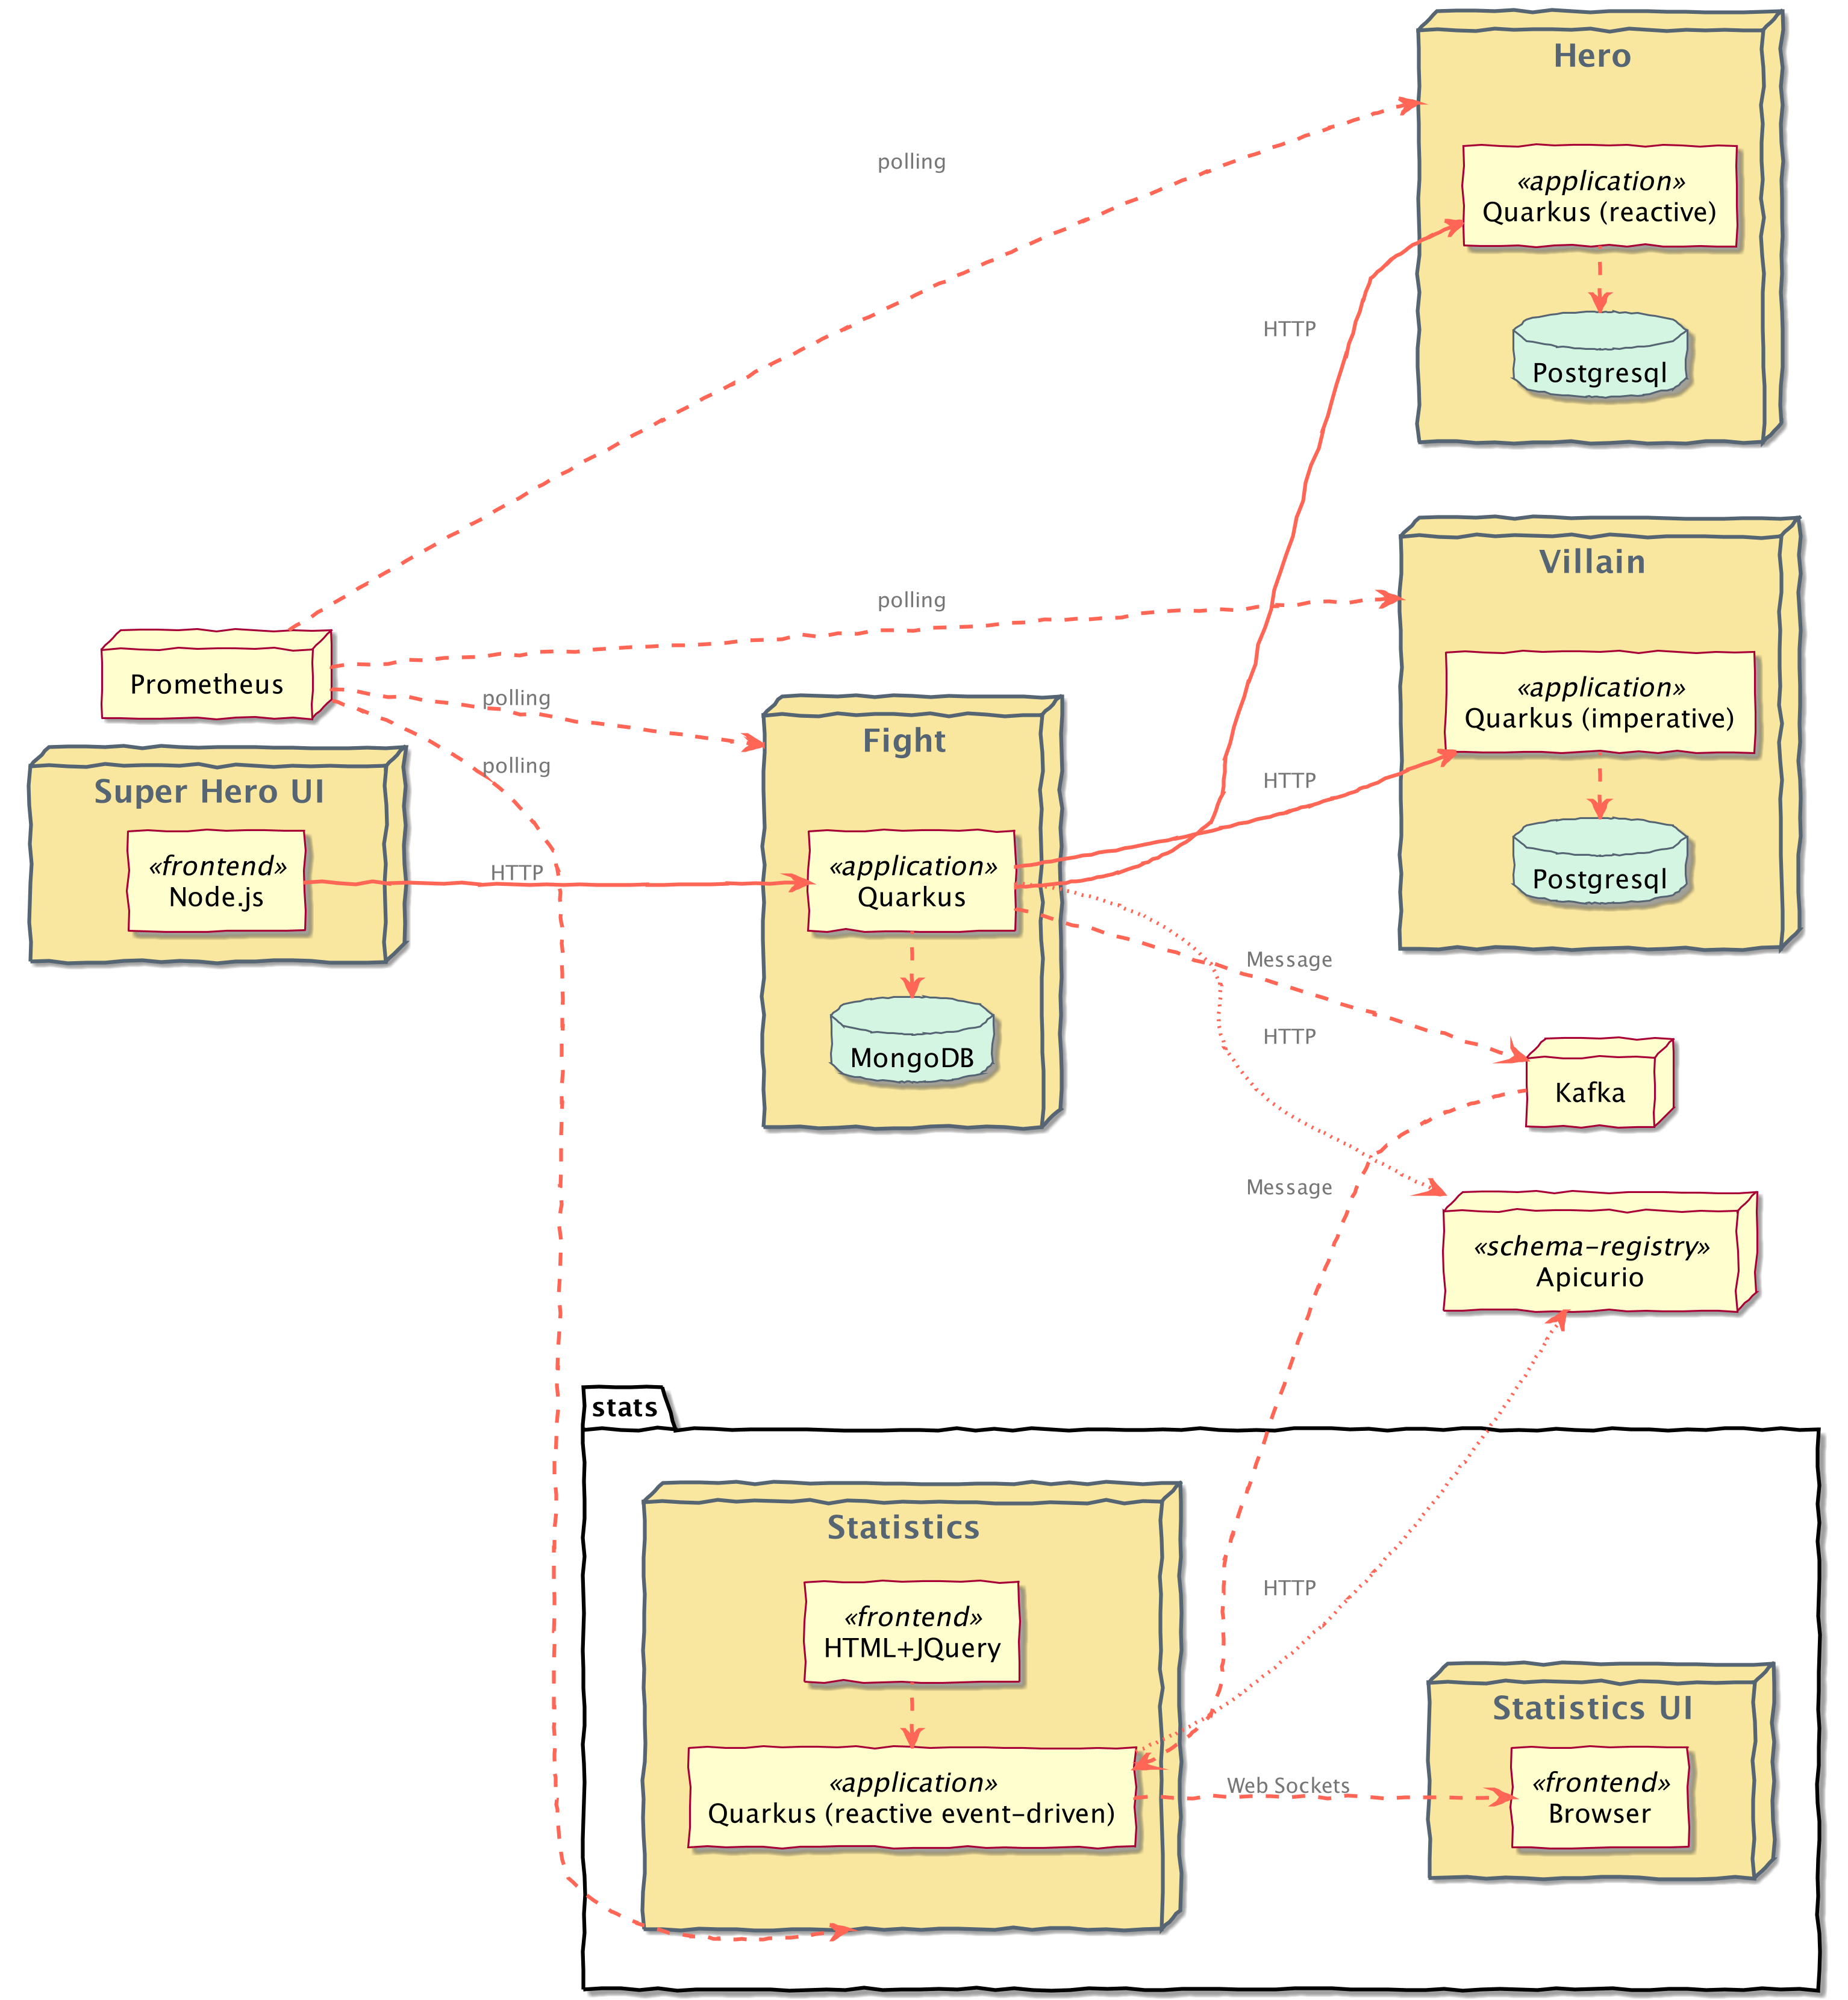 Hero
«application»
Quarkus (reactive)
Postgresql
polling
HTTP
Villain
«application»
Quarkus (imperative)
Postgresql
polling
HTTP
Prometheus
polling
polling
Super Hero UI
«frontend»
Node.js
HTTP
Fight
«application»
Quarkus
MongoDB
Message
HTTP
Kafka
Message
«schema-registry»
Apicurio
stats
Statistics
«frontend»
HTML+JQuery
«application»
Quarkus (reactive event-driven)
HTTP
Web Sockets
Statistics UI
«frontend»
Browser